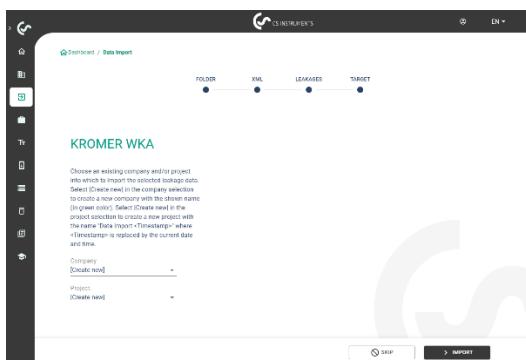 CS INSTRUMENTS
EN
Dashboard / Data Import
FOLDER XML LEAKAGES TARGET
KROMER WKA
Choose an existing company and/or project
into which to import the selected leakage data.
Select [Create new] in the company selection
to create a new company with the shown name
(in green color). Select [Create new] in the
project selection to create a new project with
the name "Data Import <Timestamp>" where
<Timestamp> is replaced by the current date
and time.
Company
[Create new]
Project
[Create new]
SKIP
> IMPORT